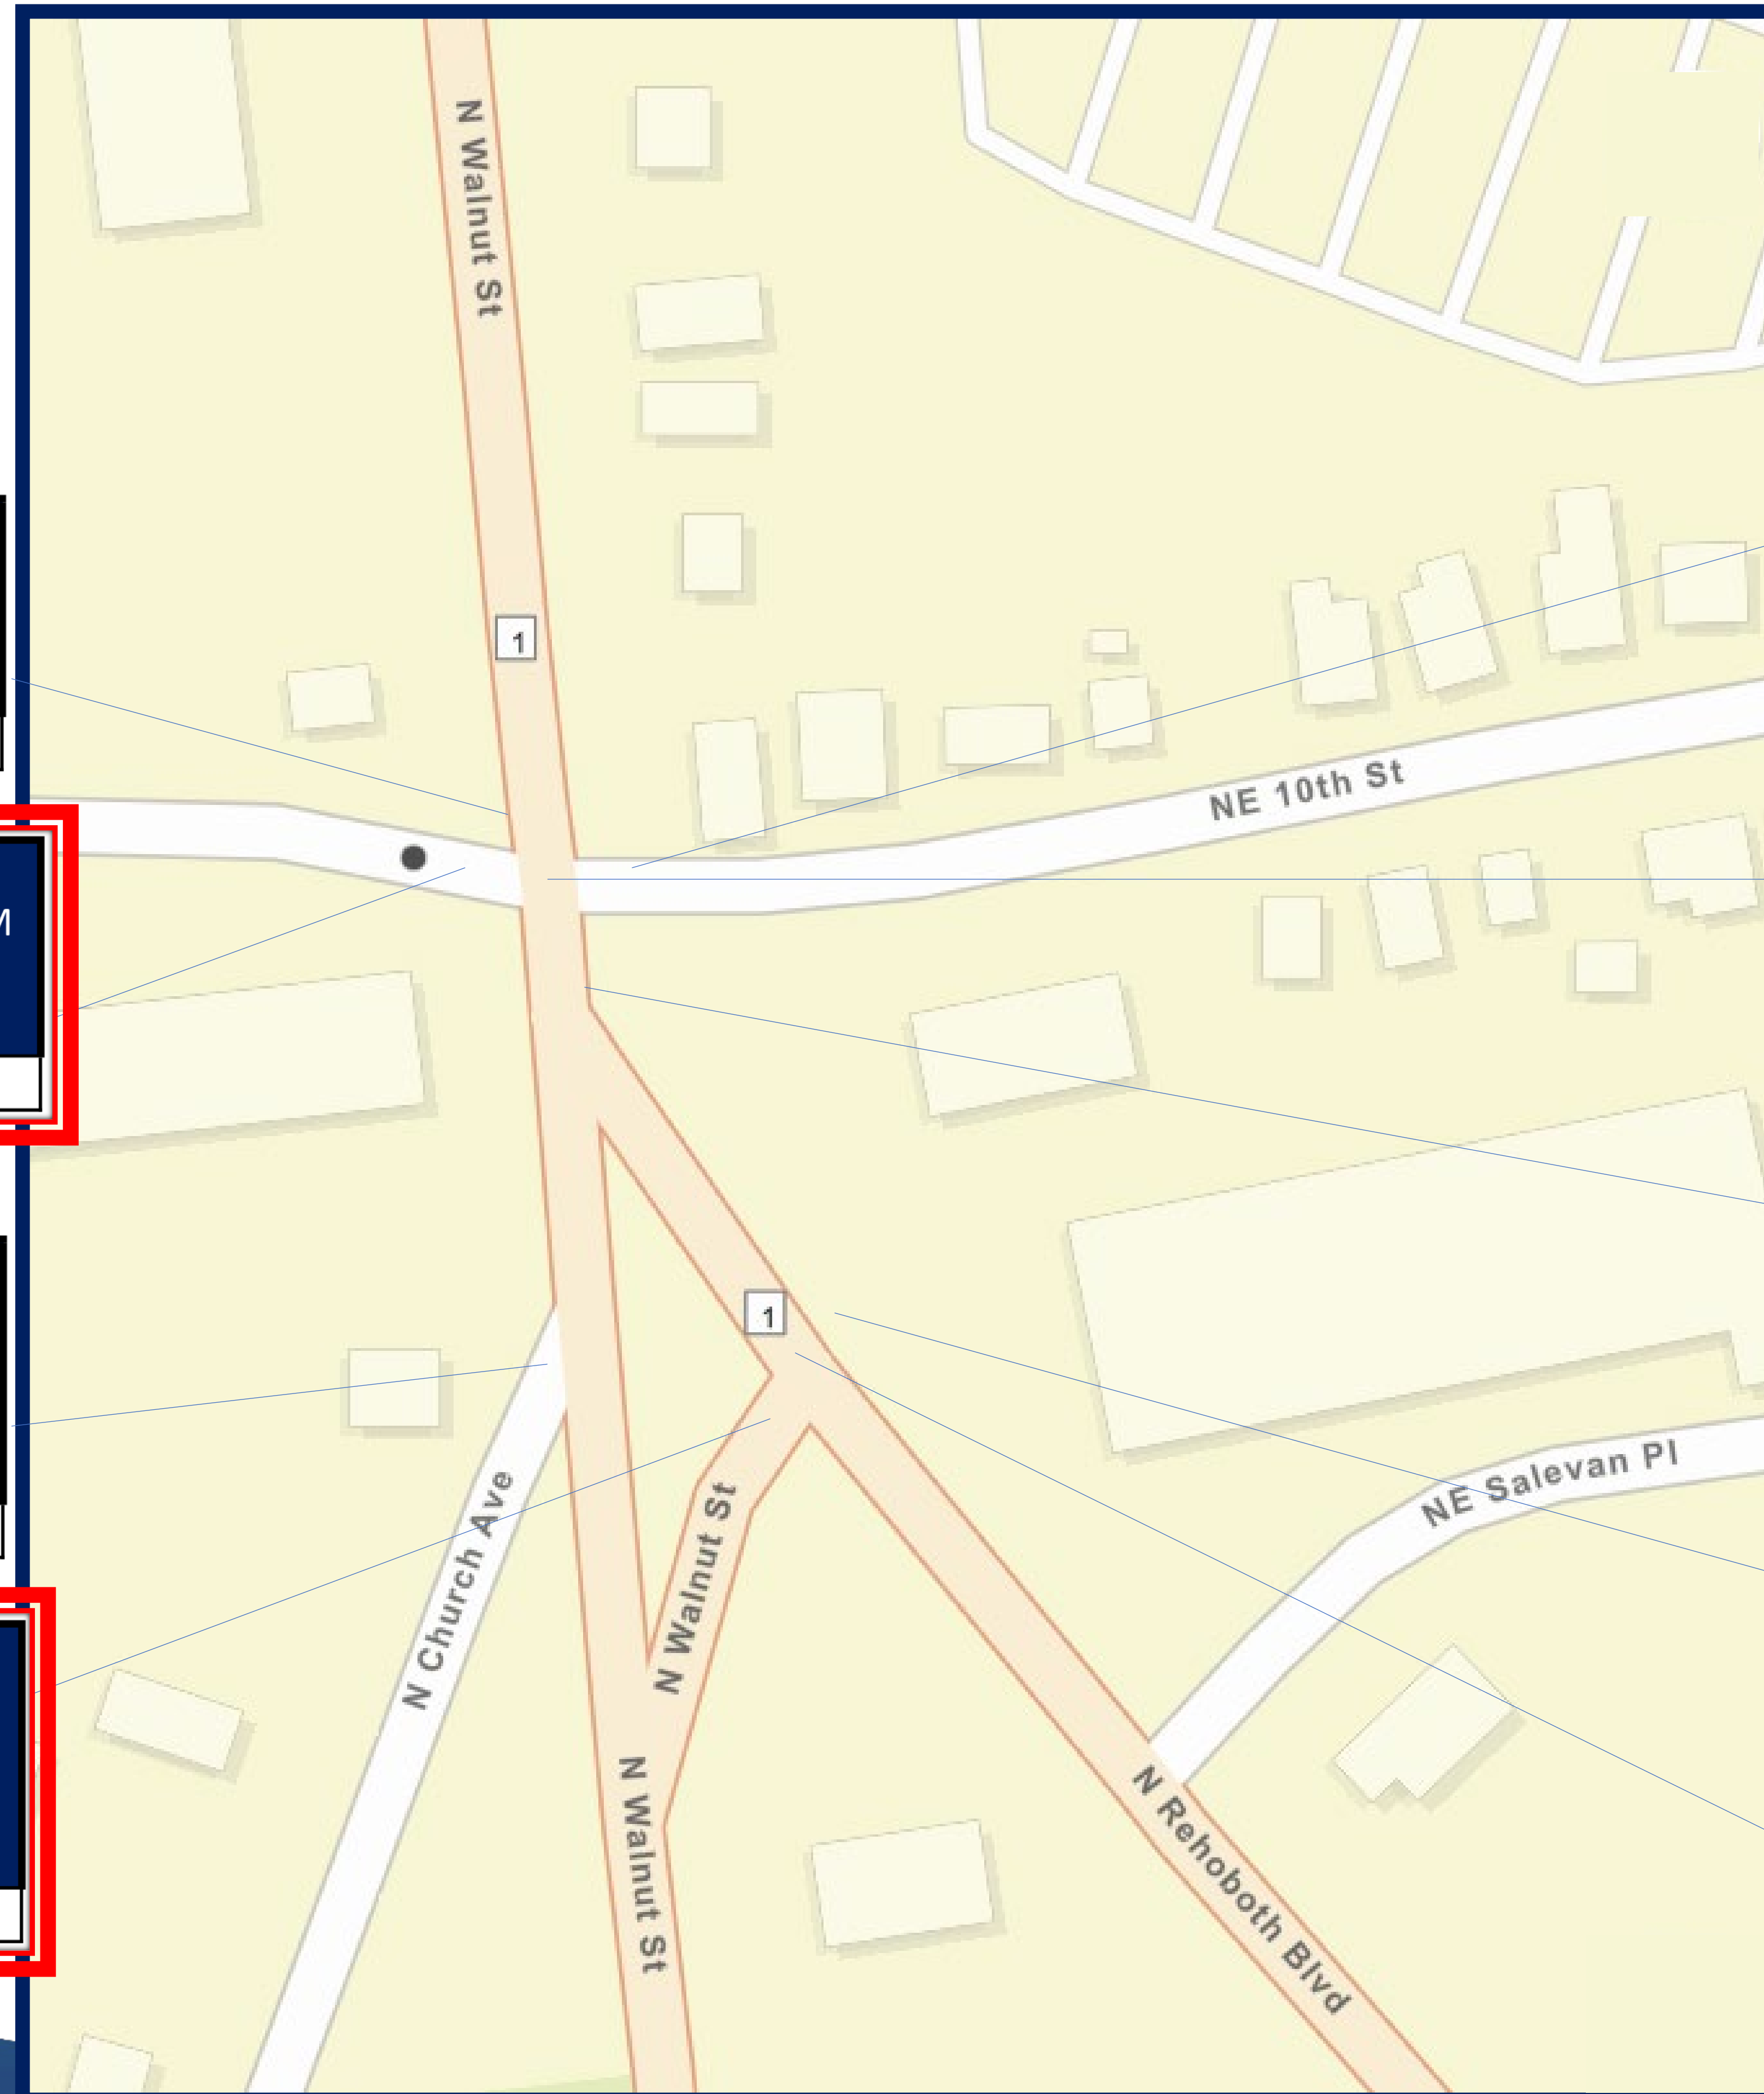 N Walnut St
1
NE 10th St
M
1
NE Salevan Pl
N Church Ave
N Walnut St
N Walnut St
N Rehoboth Blvd